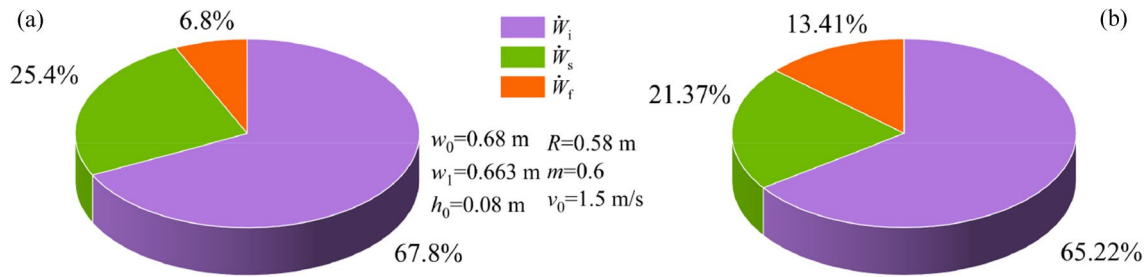 (a)
6.8%
25.4%
67.8%
Ẇi
Ẇs
Ẇf
w0=0.68 m R=0.58 m
w1=0.663 m m=0.6
h0=0.08 m v0=1.5 m/s
(b)
13.41%
21.37%
65.22%